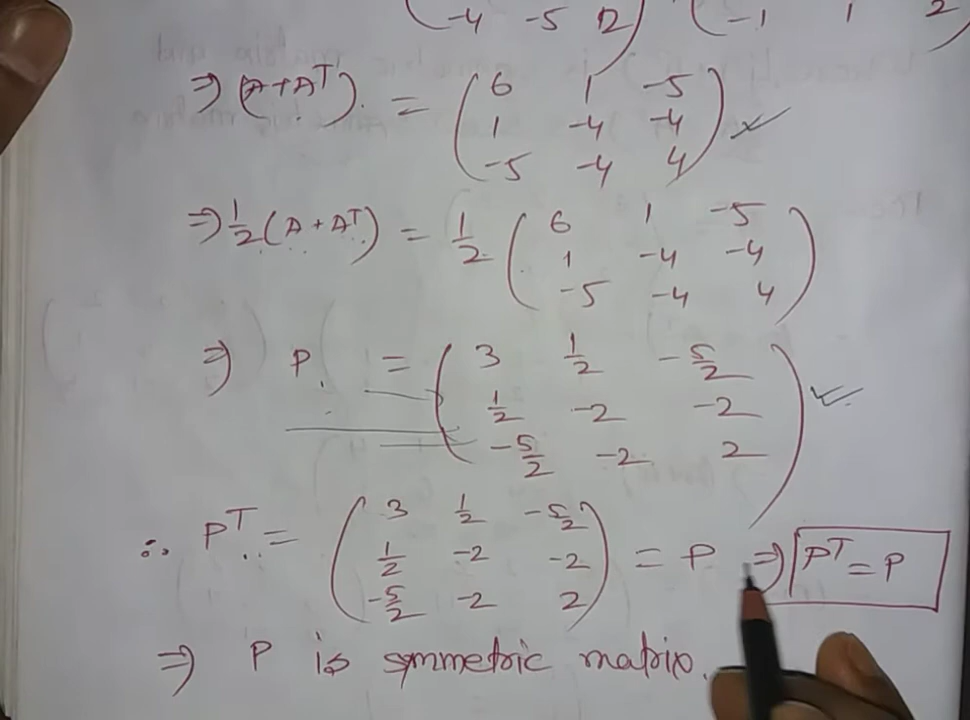 (-4 -5 2) (-1 1 2)
⇒ (A+Aᵀ) = (6 1 -5
1 -4 -4
-5 -4 4)
⇒ 1/2 (A+Aᵀ) = 1/2 (6 1 -5
1 -4 -4
-5 -4 4)
⇒ P = (3 1/2 -5/2
1/2 -2 -2
-5/2 -2 2)
∴ Pᵀ = (3 1/2 -5/2
1/2 -2 -2
-5/2 -2 2) = P ⇒ Pᵀ = P
⇒ P is symmetric matrix.